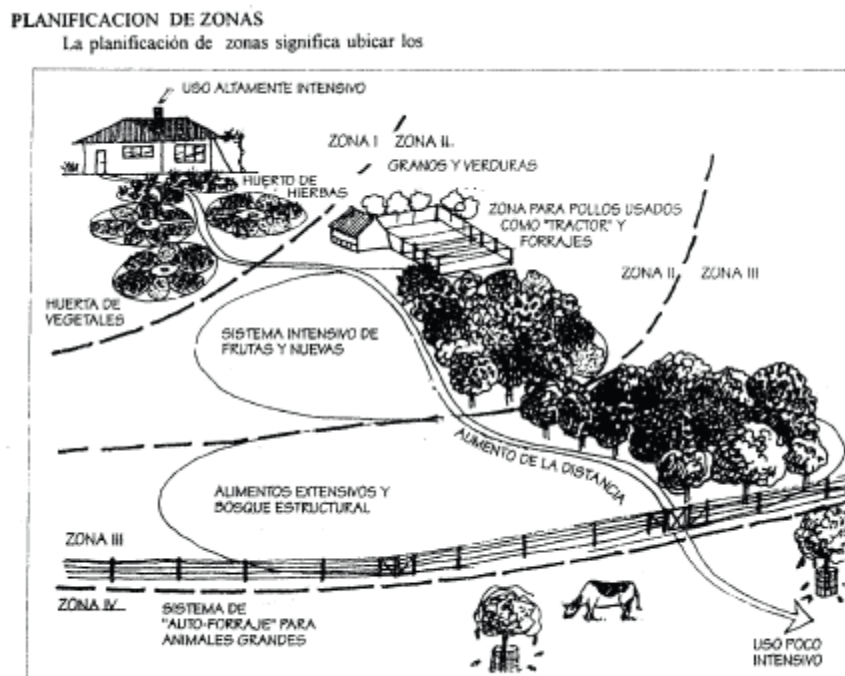 PLANIFICACION DE ZONAS
La planificación de zonas significa ubicar los
USO ALTAMENTE INTENSIVO
ZONA I
ZONA II
GRANOS Y VERDURAS
HUERTO DE
HIERBAS
ZONA PARA POLLOS USADOS
COMO "TRACTOR" Y
FORRAJES
ZONA II
ZONA III
HUERTA DE
VEGETALES
SISTEMA INTENSIVO DE
FRUTAS Y NUEVAS
AUMENTO DE LA DISTANCIA
ALIMENTOS EXTENSIVOS Y
BOSQUE ESTRUCTURAL
ZONA III
ZONA IV
SISTEMA DE
"AUTO-FORRAJE" PARA
ANIMALES GRANDES
USO POCO
INTENSIVO